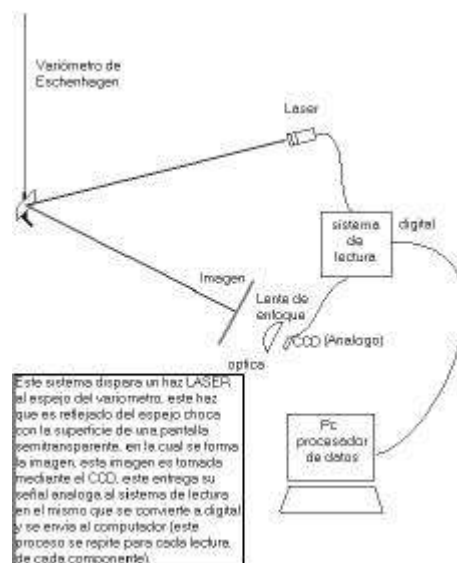 Variómetro de
Eschenhagen
Laser
sistema
de
lectura
digital
Imagen
Lente de
enfoque
CCD (Analogo)
optica
Pc
procesador
de datos
Este sistema dispara un haz LASER
al espejo del variometro, este haz
que es reflejado del espejo choca
con la superficie de una pantalla
semitransparente, en la cual se forma
la imagen, esta imagen es tomada
mediante el CCD, este entrega su
señal analoga al sistema de lectura
en el mismo que se convierte a digital
y se envia al computador (este
proceso se repite para cada lectura
de cada componente)